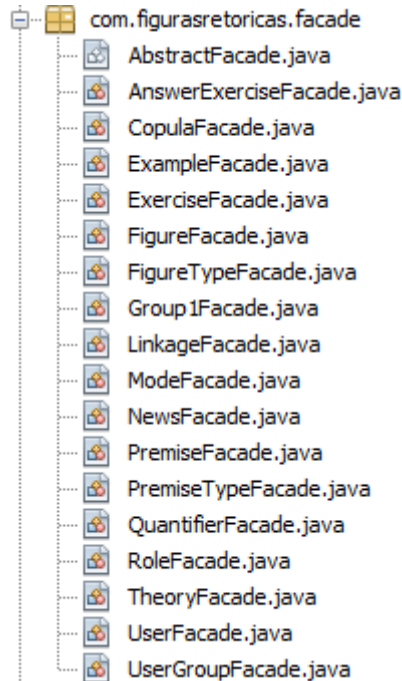 com.figurasretoricas.facade
AbstractFacade.java
AnswerExerciseFacade.java
CopulaFacade.java
ExampleFacade.java
ExerciseFacade.java
FigureFacade.java
FigureTypeFacade.java
Group1Facade.java
LinkageFacade.java
ModeFacade.java
NewsFacade.java
PremiseFacade.java
PremiseTypeFacade.java
QuantifierFacade.java
RoleFacade.java
TheoryFacade.java
UserFacade.java
UserGroupFacade.java